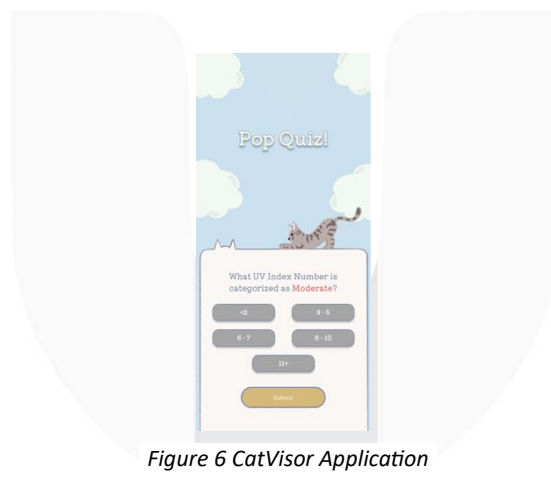 Pop Quiz!
What UV Index Number is
categorized as Moderate?
<2 3 - 5
6 - 7 8 - 10
11+
Submit
Figure 6 CatVisor Application